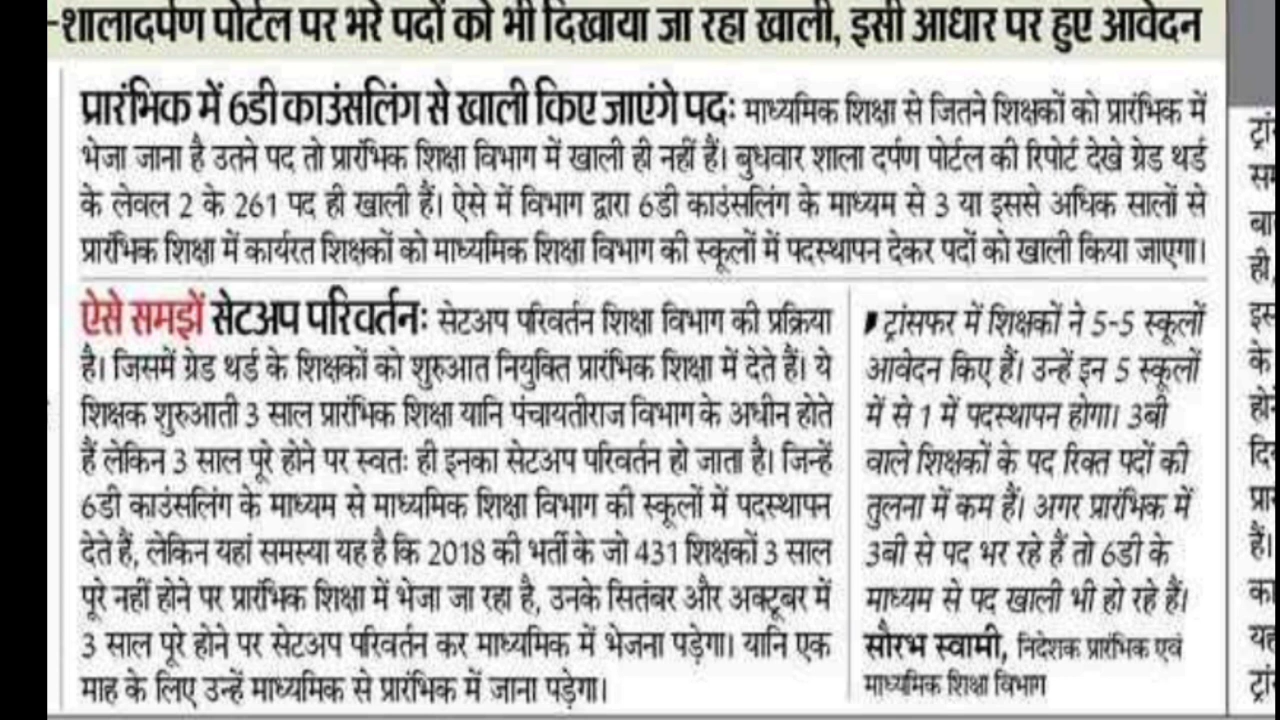 -शालादर्पण पोर्टल पर भरे पदों को भी दिखाया जा रहा खाली, इसी आधार पर हुए आवेदन
प्रारंभिक में 6डी काउंसलिंग से खाली किए जाएंगे पद: माध्यमिक शिक्षा से जितने शिक्षकों को प्रारंभिक में
भेजा जाना है उतने पद तो प्रारंभिक शिक्षा विभाग में खाली ही नहीं हैं। बुधवार शाला दर्पण पोर्टल की रिपोर्ट देखे ग्रेड थर्ड
के लेवल 2 के 261 पद ही खाली हैं। ऐसे में विभाग द्वारा 6डी काउंसलिंग के माध्यम से 3 या इससे अधिक सालों से
प्रारंभिक शिक्षा में कार्यरत शिक्षकों को माध्यमिक शिक्षा विभाग की स्कूलों में पदस्थापन देकर पदों को खाली किया जाएगा।
ऐसे समझें सेटअप परिवर्तन: सेटअप परिवर्तन शिक्षा विभाग की प्रक्रिया
है। जिसमें ग्रेड थर्ड के शिक्षकों को शुरुआत नियुक्ति प्रारंभिक शिक्षा में देते हैं। ये
शिक्षक शुरुआती 3 साल प्रारंभिक शिक्षा यानि पंचायतीराज विभाग के अधीन होते
हैं लेकिन 3 साल पूरे होने पर स्वतः ही इनका सेटअप परिवर्तन हो जाता है। जिन्हें
6डी काउंसलिंग के माध्यम से माध्यमिक शिक्षा विभाग की स्कूलों में पदस्थापन
देते हैं, लेकिन यहां समस्या यह है कि 2018 की भर्ती के जो 431 शिक्षकों 3 साल
पूरे नहीं होने पर प्रारंभिक शिक्षा में भेजा जा रहा है, उनके सितंबर और अक्टूबर में
3 साल पूरे होने पर सेटअप परिवर्तन कर माध्यमिक में भेजना पड़ेगा। यानि एक
माह के लिए उन्हें माध्यमिक से प्रारंभिक में जाना पड़ेगा।
ट्रांसफर में शिक्षकों ने 5-5 स्कूलों
आवेदन किए हैं। उन्हें इन 5 स्कूलों
में से 1 में पदस्थापन होगा। 3बी
वाले शिक्षकों के पद रिक्त पदों की
तुलना में कम हैं। अगर प्रारंभिक में
3बी से पद भर रहे हैं तो 6डी के
माध्यम से पद खाली भी हो रहे हैं।
सौरभ स्वामी, निदेशक प्रारंभिक एवं
माध्यमिक शिक्षा विभाग